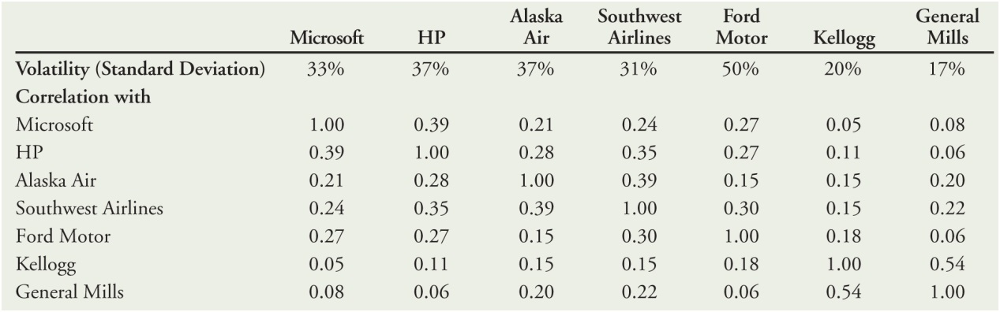 Microsoft HP Alaska Air Southwest Airlines Ford Motor Kellogg General Mills
Volatility (Standard Deviation) 33% 37% 37% 31% 50% 20% 17%
Correlation with
Microsoft 1.00 0.39 0.21 0.24 0.27 0.05 0.08
HP 0.39 1.00 0.28 0.35 0.27 0.11 0.06
Alaska Air 0.21 0.28 1.00 0.39 0.15 0.15 0.20
Southwest Airlines 0.24 0.35 0.39 1.00 0.30 0.15 0.22
Ford Motor 0.27 0.27 0.15 0.30 1.00 0.18 0.06
Kellogg 0.05 0.11 0.15 0.15 0.18 1.00 0.54
General Mills 0.08 0.06 0.20 0.22 0.06 0.54 1.00